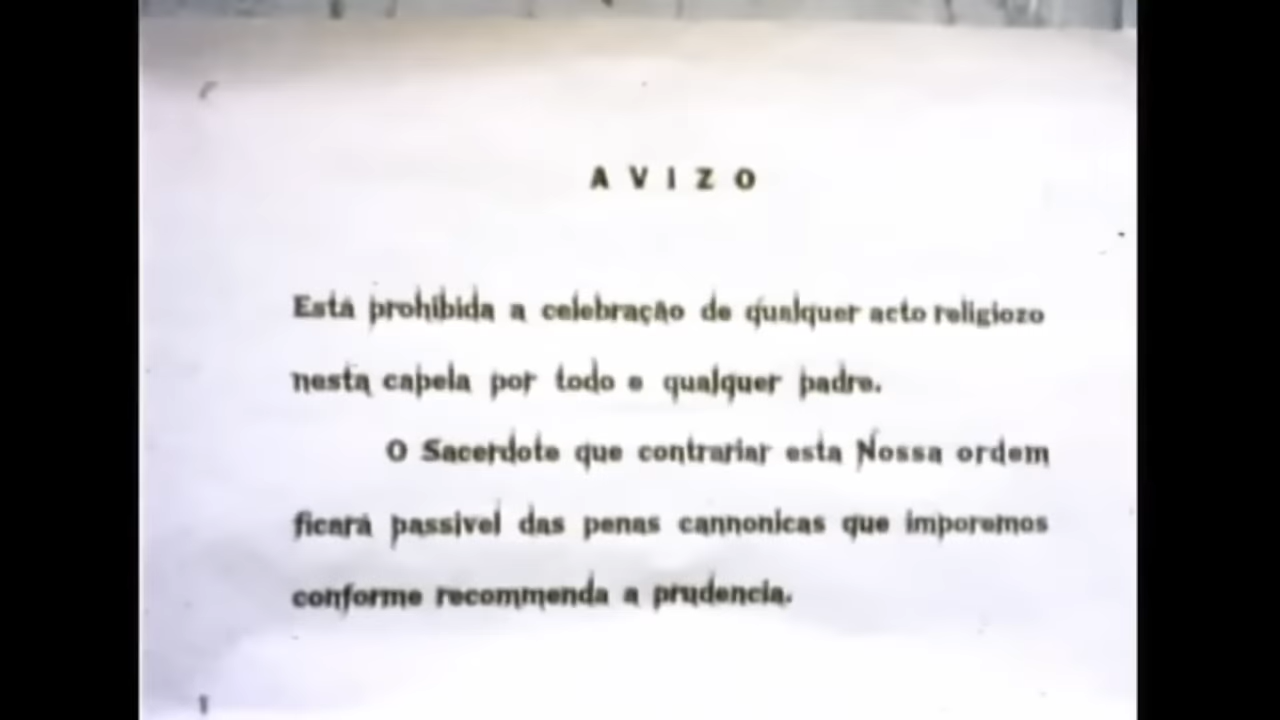 AVIZO
Está prohibida a celebração de qualquer acto religiozo
nesta capela por todo e qualquer padre.
O Sacerdote que contrariar esta Nossa ordem
ficará passivel das penas cannonicas que imporemos
conforme recommenda a prudencia.